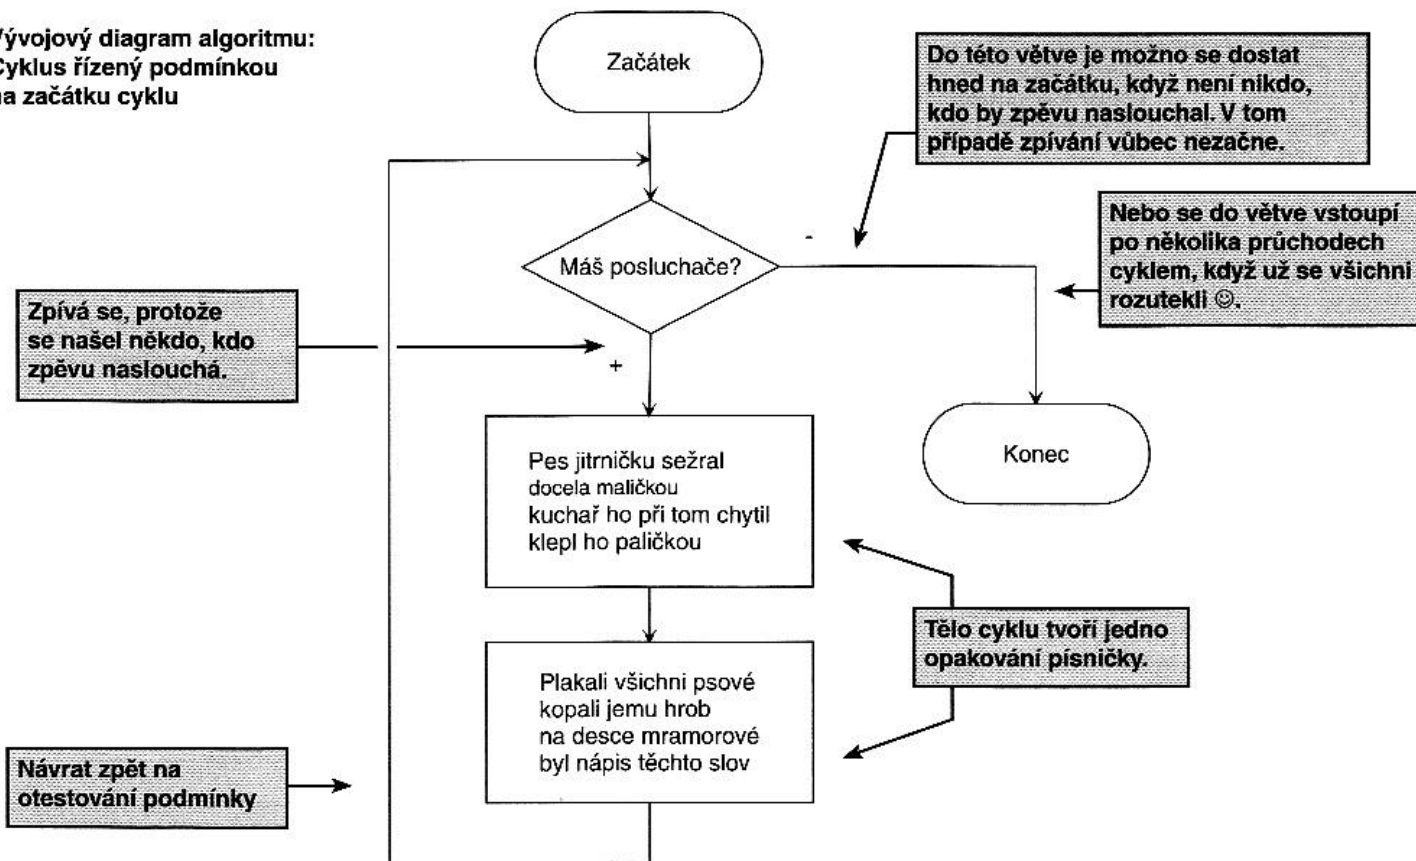 Vývojový diagram algoritmu:
Cyklus řízený podmínkou
na začátku cyklu
Začátek
Do této větve je možno se dostat
hned na začátku, když není nikdo,
kdo by zpěvu naslouchal. V tom
případě zpívání vůbec nezačne.
Nebo se do větve vstoupí
po několika průchodech
cyklem, když už se všichni
rozutekli ☺.
-
Máš posluchače?
Zpívá se, protože
se našel někdo, kdo
zpěvu naslouchá.
+
Konec
Pes jitrničku sežral
docela maličkou
kuchař ho při tom chytil
klepl ho paličkou
Tělo cyklu tvoří jedno
opakování písničky.
Plakali všichni psové
kopali jemu hrob
na desce mramorové
byl nápis těchto slov
Návrat zpět na
otestování podmínky